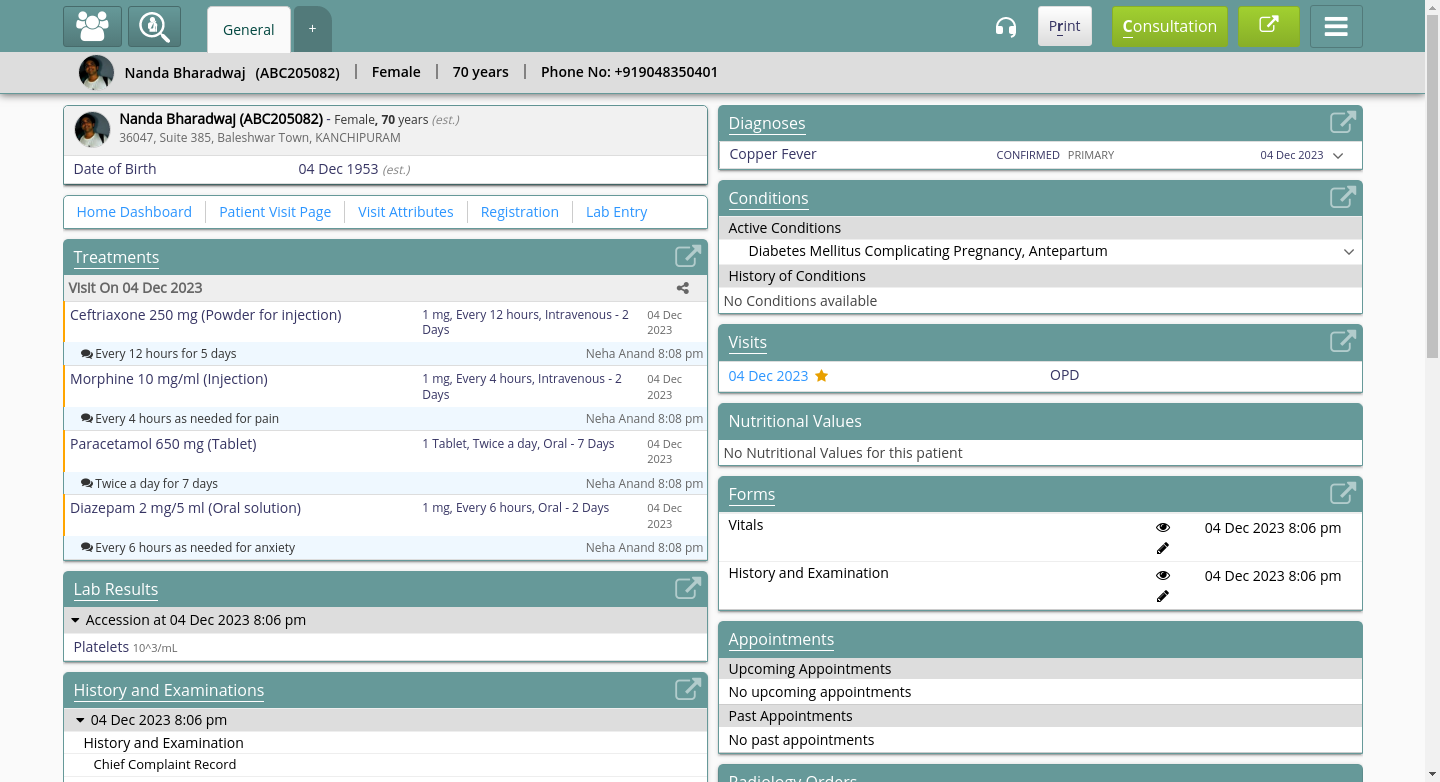 General
+
Print
Consultation
Nanda Bharadwaj (ABC205082) | Female | 70 years | Phone No: +919048350401
Nanda Bharadwaj (ABC205082) - Female, 70 years (est.)
36047, Suite 385, Baleshwar Town, KANCHIPURAM
Date of Birth 04 Dec 1953 (est.)
Home Dashboard
Patient Visit Page
Visit Attributes
Registration
Lab Entry
Treatments
Visit On 04 Dec 2023
Ceftriaxone 250 mg (Powder for injection)
1 mg, Every 12 hours, Intravenous - 2
Days
04 Dec
2023
Every 12 hours for 5 days
Neha Anand 8:08 pm
Morphine 10 mg/ml (Injection)
1 mg, Every 4 hours, Intravenous - 2
Days
04 Dec
2023
Every 4 hours as needed for pain
Neha Anand 8:08 pm
Paracetamol 650 mg (Tablet)
1 Tablet, Twice a day, Oral - 7 Days
04 Dec
2023
Twice a day for 7 days
Neha Anand 8:08 pm
Diazepam 2 mg/5 ml (Oral solution)
1 mg, Every 6 hours, Oral - 2 Days
04 Dec
2023
Every 6 hours as needed for anxiety
Neha Anand 8:08 pm
Lab Results
Accession at 04 Dec 2023 8:06 pm
Platelets 10^3/mL
History and Examinations
04 Dec 2023 8:06 pm
History and Examination
Chief Complaint Record
Diagnoses
Copper Fever CONFIRMED PRIMARY 04 Dec 2023
Conditions
Active Conditions
Diabetes Mellitus Complicating Pregnancy, Antepartum
History of Conditions
No Conditions available
Visits
04 Dec 2023 OPD
Nutritional Values
No Nutritional Values for this patient
Forms
Vitals 04 Dec 2023 8:06 pm
History and Examination 04 Dec 2023 8:06 pm
Appointments
Upcoming Appointments
No upcoming appointments
Past Appointments
No past appointments
Radiology Orders